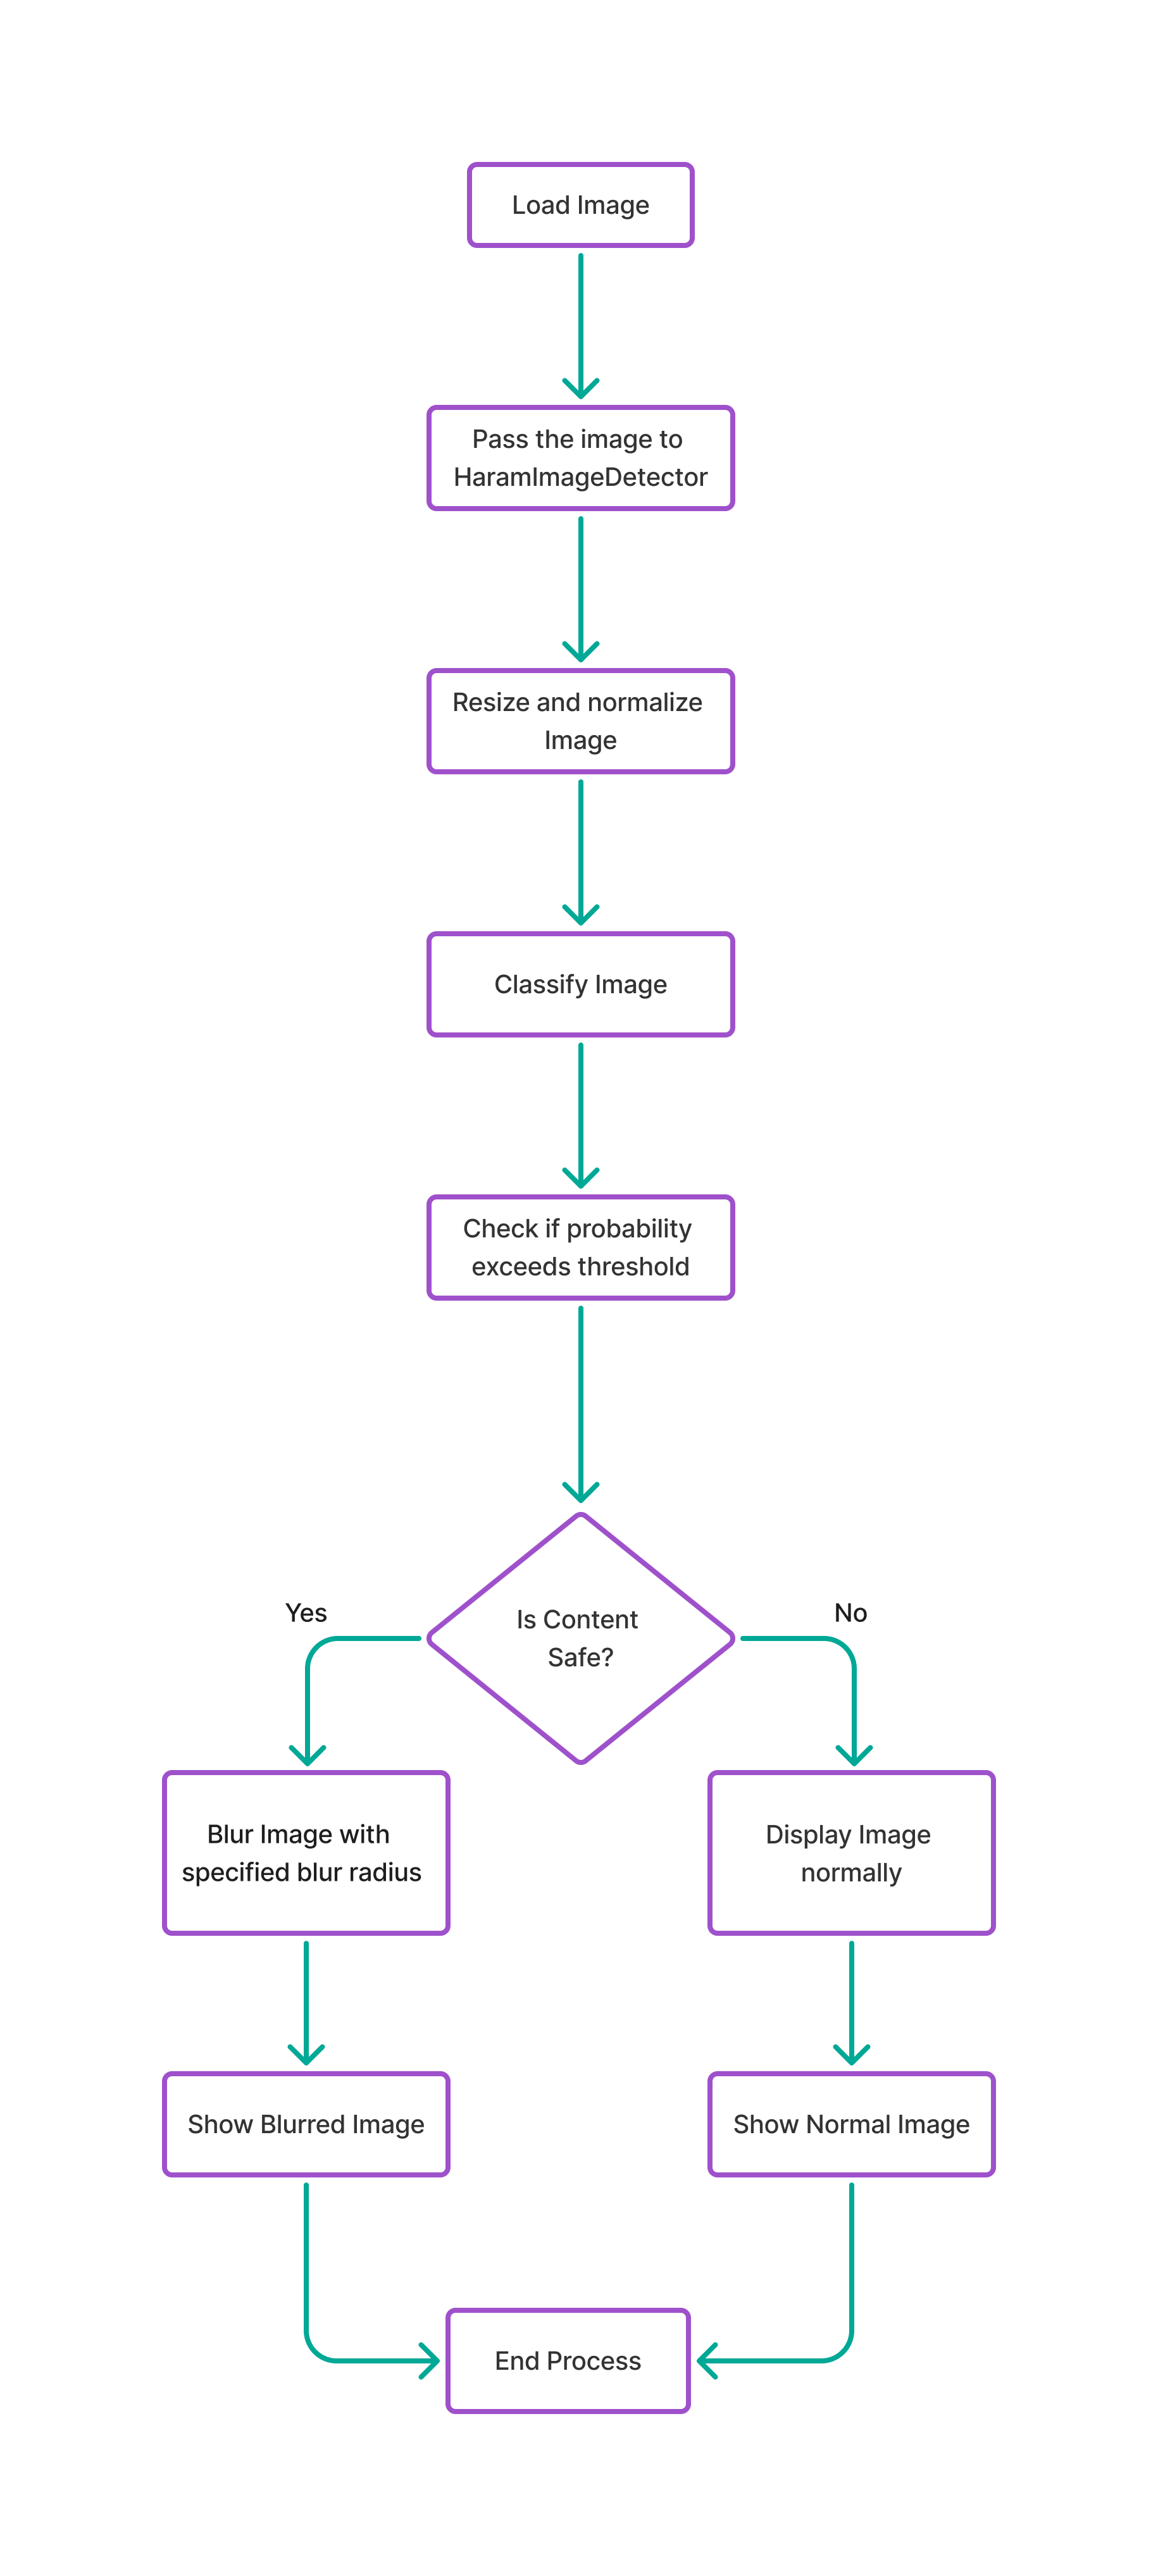 Load Image
Pass the image to
HaramImageDetector
Resize and normalize
Image
Classify Image
Check if probability
exceeds threshold
Is Content
Safe?
Yes
No
Blur Image with
specified blur radius
Display Image
normally
Show Blurred Image
Show Normal Image
End Process